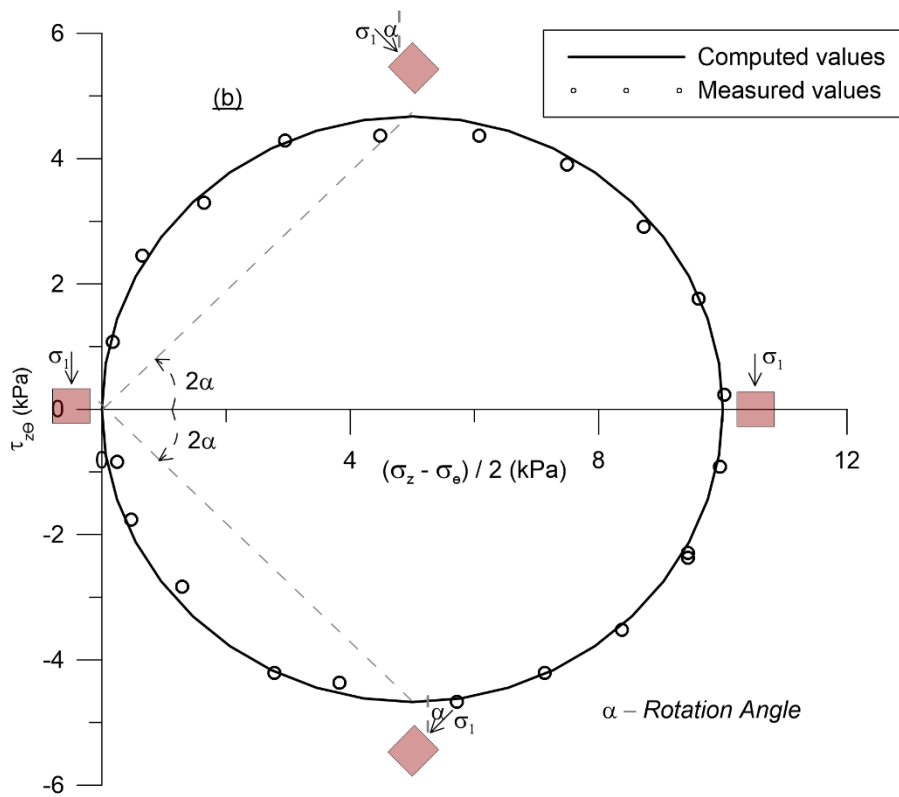 σ1 α
Computed values
Measured values
(b)
6
4
2
0
-2
-4
-6
τzθ (kPa)
σ1
2α
2α
σ1
0
4
8
12
(σz - σθ) / 2 (kPa)
α σ1
α – Rotation Angle